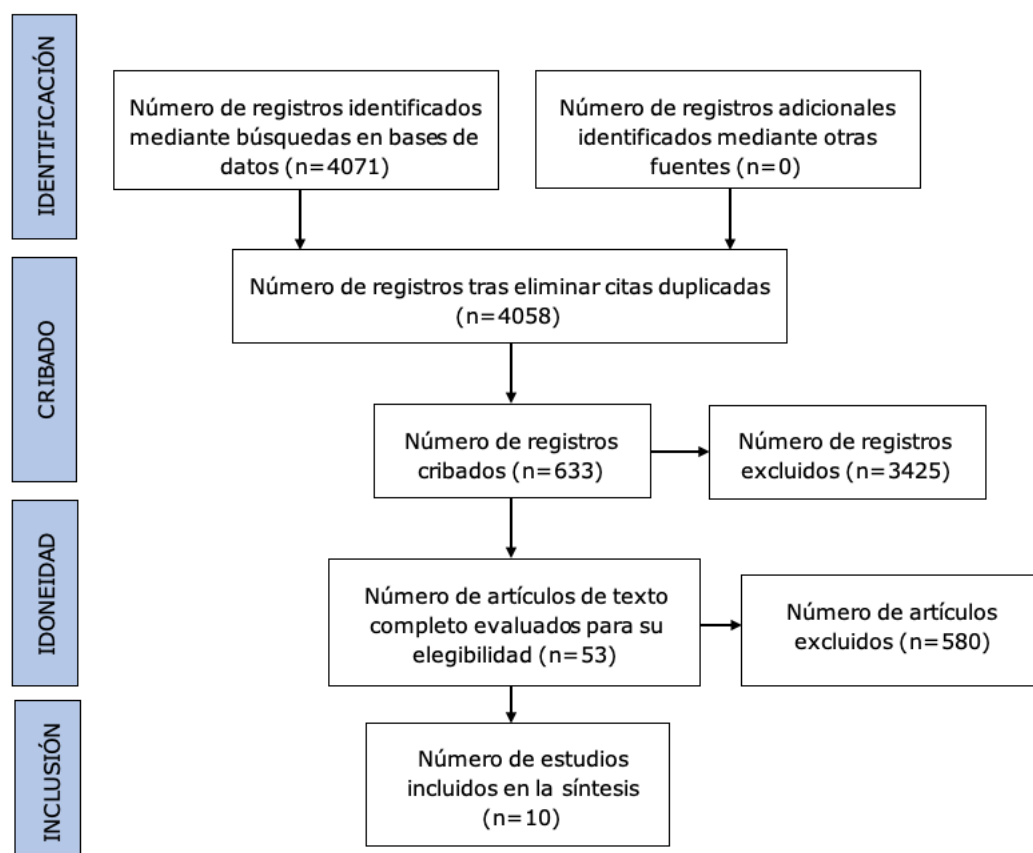 IDENTIFICACIÓN
Número de registros identificados
mediante búsquedas en bases de
datos (n=4071)
Número de registros adicionales
identificados mediante otras
fuentes (n=0)
CRIBADO
Número de registros tras eliminar citas duplicadas
(n=4058)
Número de registros
cribados (n=633)
Número de registros
excluidos (n=3425)
IDONEIDAD
Número de artículos de texto
completo evaluados para su
elegibilidad (n=53)
Número de artículos
excluidos (n=580)
INCLUSIÓN
Número de estudios
incluidos en la síntesis
(n=10)